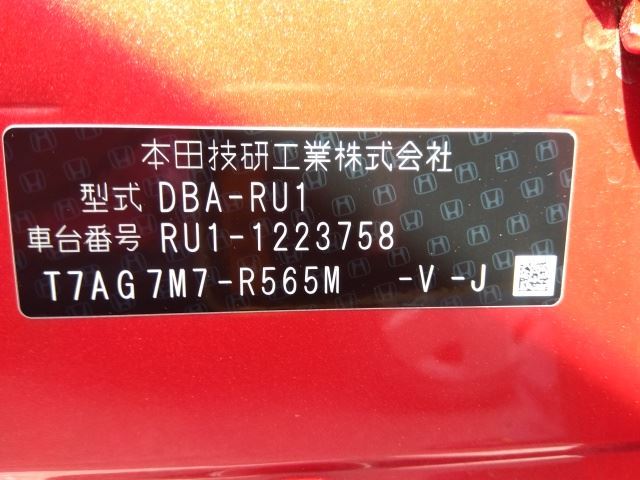 本田技研工業株式会社
型式 DBA-RU1
車台番号 RU1-1223758
T7AG7M7-R565M -V -J